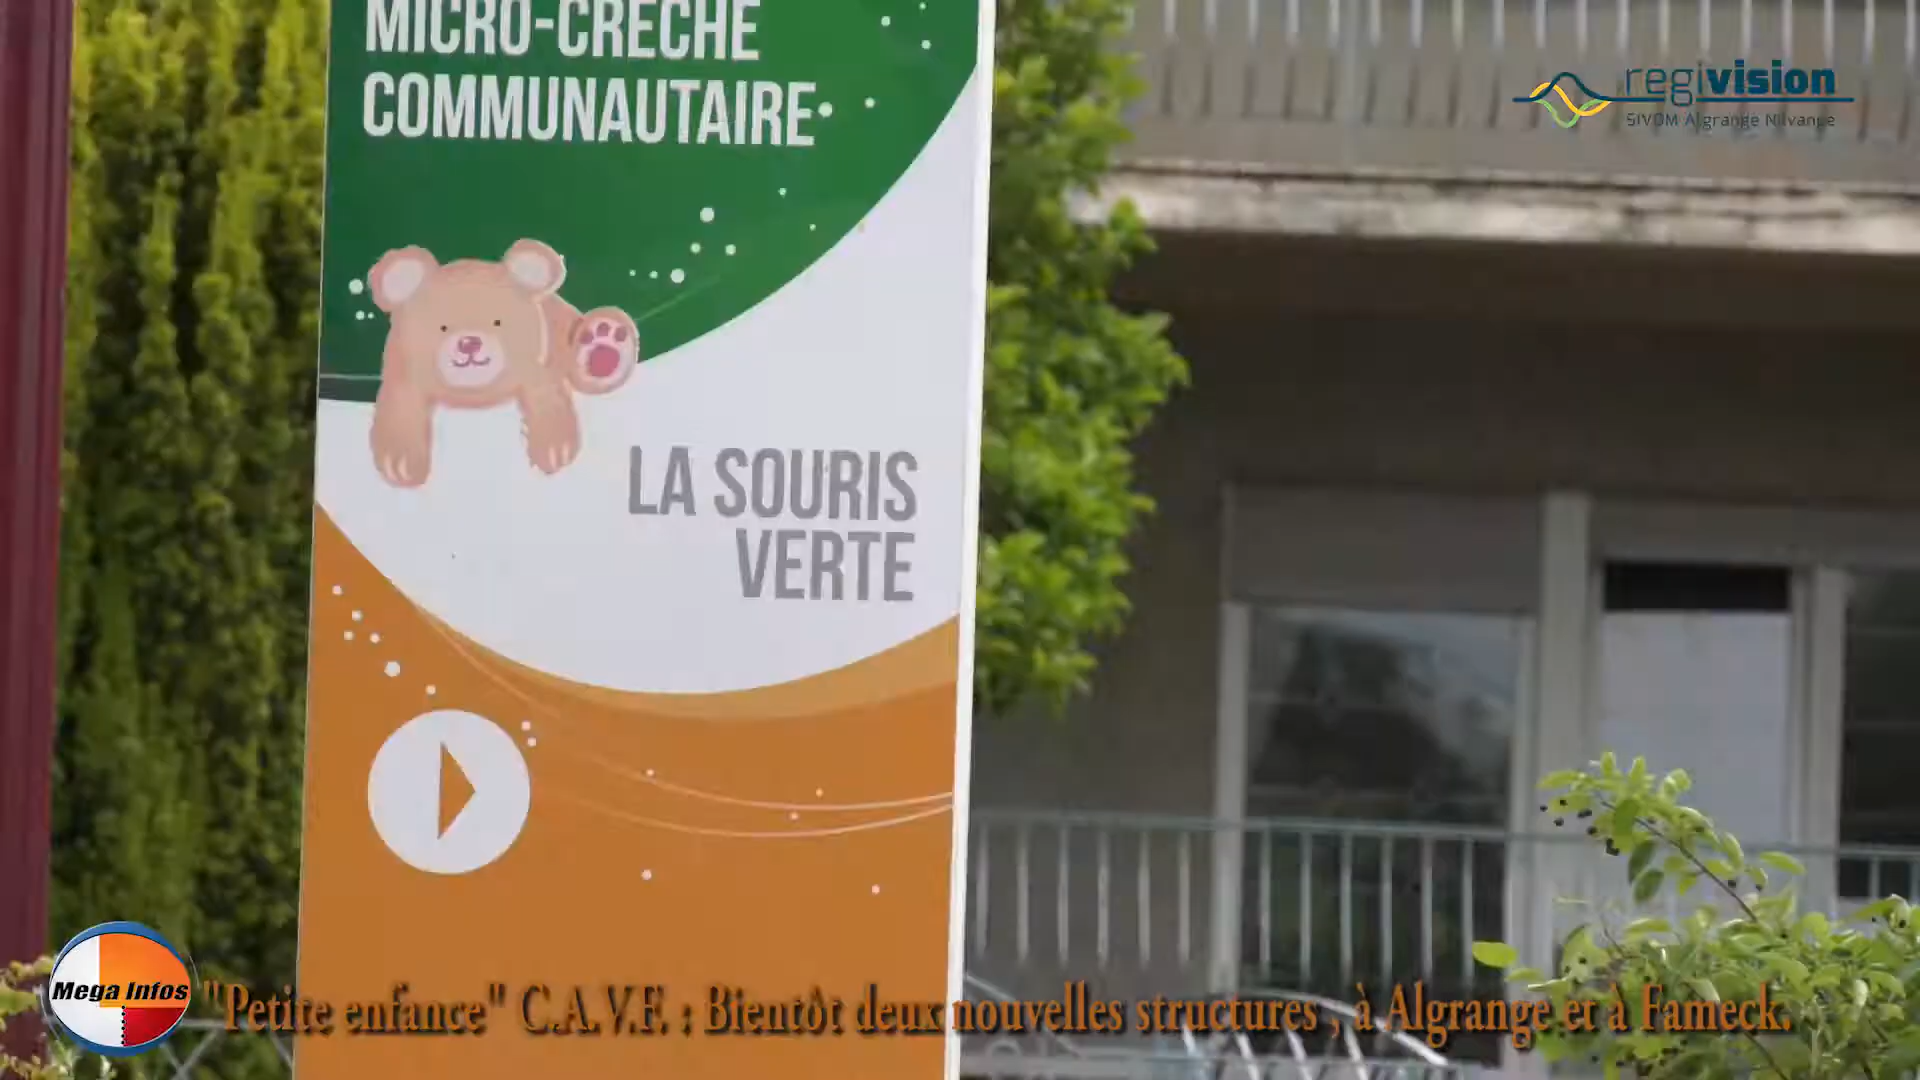 MICRO-CRÈCHE
COMMUNAUTAIRE
regivision
SIVOM Algrange Nilvange
LA SOURIS
VERTE
Mega Infos
"Petite enfance" C.A.V.F. : Bientôt deux nouvelles structures , à Algrange et à Fameck.